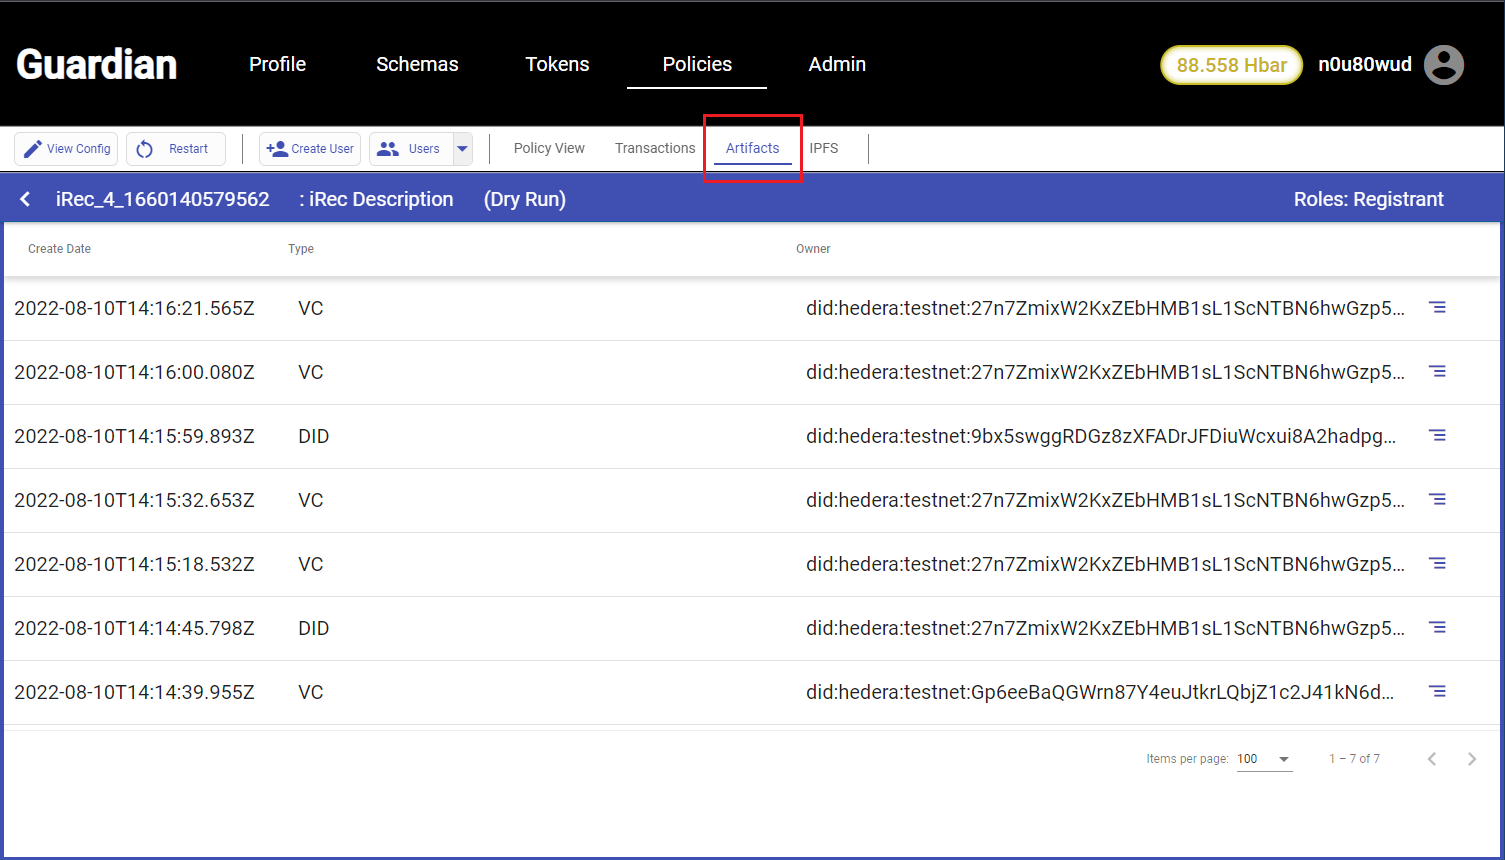 Guardian Profile Schemas Tokens Policies Admin 88.558 Hbar n0u80wud
View Config Restart Create User Users Policy View Transactions Artifacts IPFS
iRec_4_1660140579562 : iRec Description (Dry Run) Roles: Registrant
Create Date Type Owner
2022-08-10T14:16:21.565Z VC did:hedera:testnet:27n7ZmixW2KxZEbHMB1sL1ScNTBN6hwGzp5...
2022-08-10T14:16:00.080Z VC did:hedera:testnet:27n7ZmixW2KxZEbHMB1sL1ScNTBN6hwGzp5...
2022-08-10T14:15:59.893Z DID did:hedera:testnet:9bx5swggRDGz8zXFADrJFDiuWcxui8A2hadpg...
2022-08-10T14:15:32.653Z VC did:hedera:testnet:27n7ZmixW2KxZEbHMB1sL1ScNTBN6hwGzp5...
2022-08-10T14:15:18.532Z VC did:hedera:testnet:27n7ZmixW2KxZEbHMB1sL1ScNTBN6hwGzp5...
2022-08-10T14:14:45.798Z DID did:hedera:testnet:27n7ZmixW2KxZEbHMB1sL1ScNTBN6hwGzp5...
2022-08-10T14:14:39.955Z VC did:hedera:testnet:Gp6eeBaQGWrn87Y4euJtkrLQbjZ1c2J41kN6d...
Items per page: 100 1 – 7 of 7